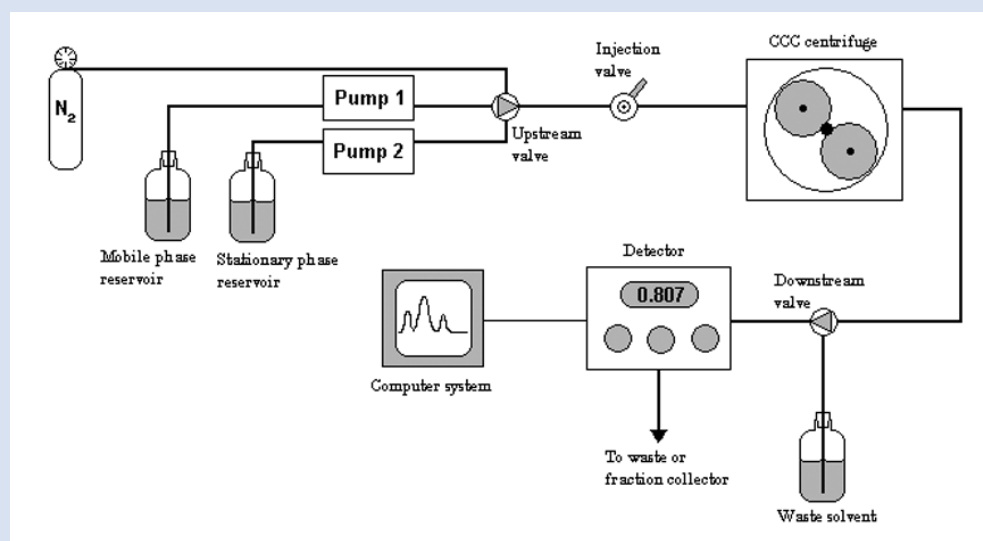 Injection
valve
CCC centrifuge
N2
Pump 1
Pump 2
Upstream
valve
Mobile phase
reservoir
Stationary phase
reservoir
Detector
0.807
Downstream
valve
Computer system
To waste or
fraction collector
Waste solvent